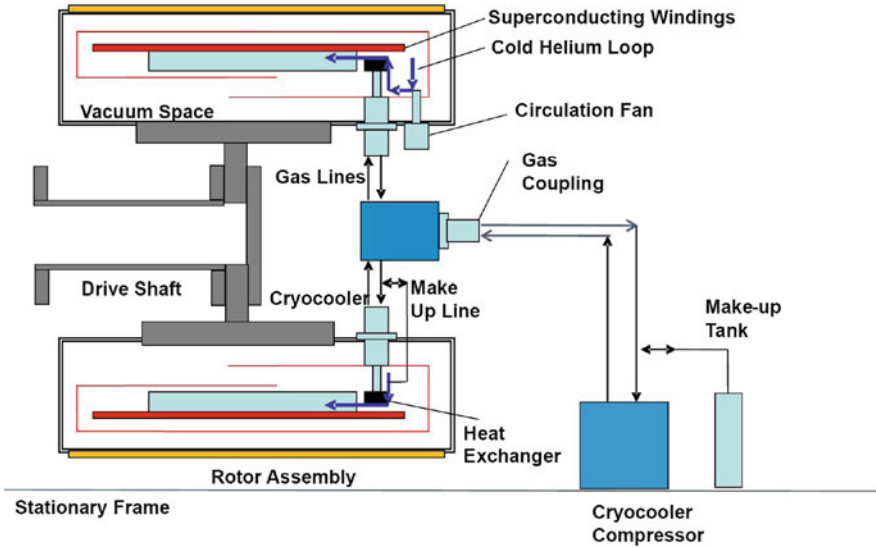 Superconducting Windings
Cold Helium Loop
Vacuum Space
Circulation Fan
Gas Lines
Gas
Coupling
Drive Shaft
Cryocooler
Make
Up Line
Make-up
Tank
Heat
Exchanger
Rotor Assembly
Stationary Frame
Cryocooler
Compressor